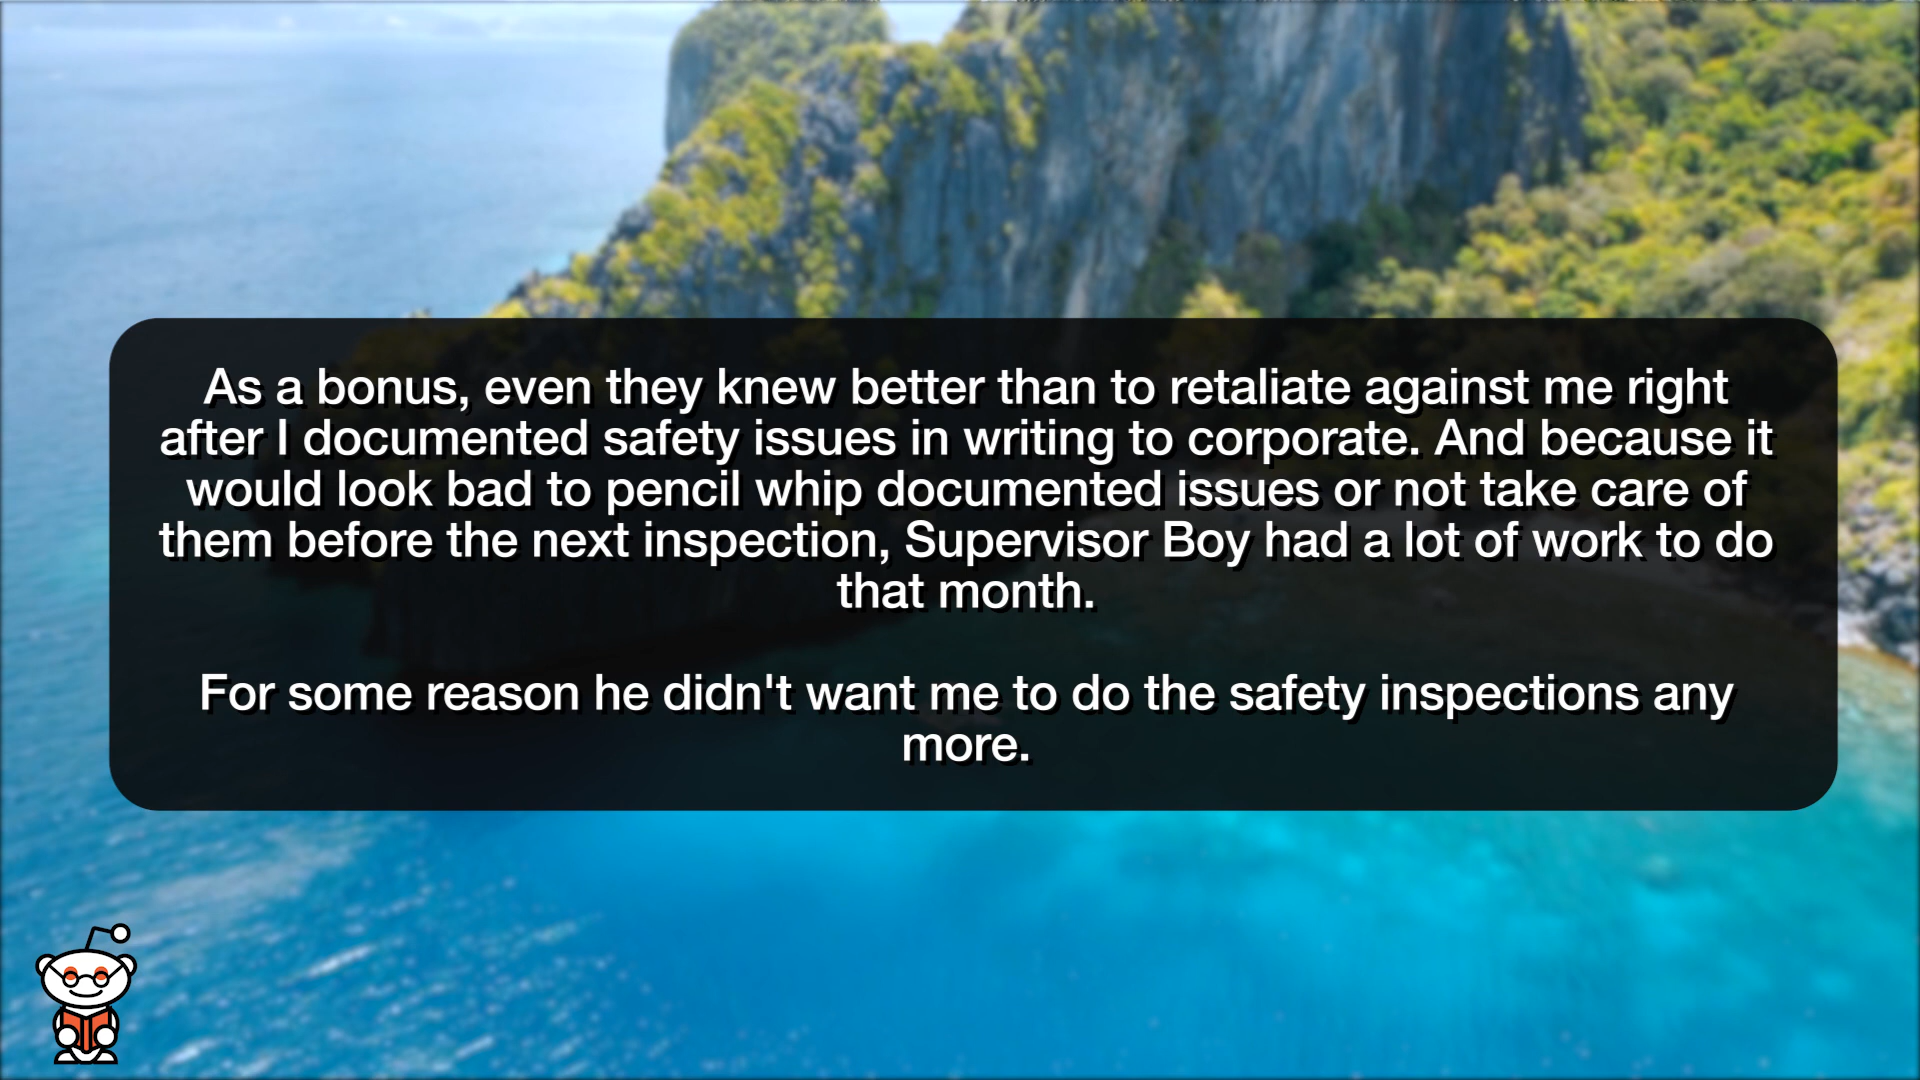 As a bonus, even they knew better than to retaliate against me right
after I documented safety issues in writing to corporate. And because it
would look bad to pencil whip documented issues or not take care of
them before the next inspection, Supervisor Boy had a lot of work to do
that month.
For some reason he didn't want me to do the safety inspections any
more.